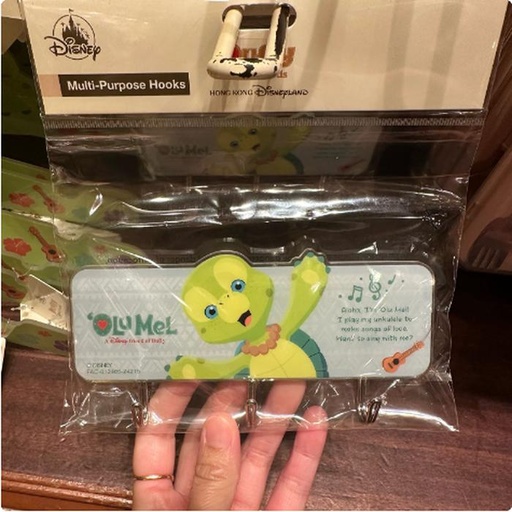 Disney
Multi-Purpose Hooks
HONG KONG Disneyland
'OLU MEL
A Disney Friend of Duffy
©DISNEY
Aloha, I'm 'Olu Mel!
I play my ukulele to
make songs of love.
Want to sing with me?